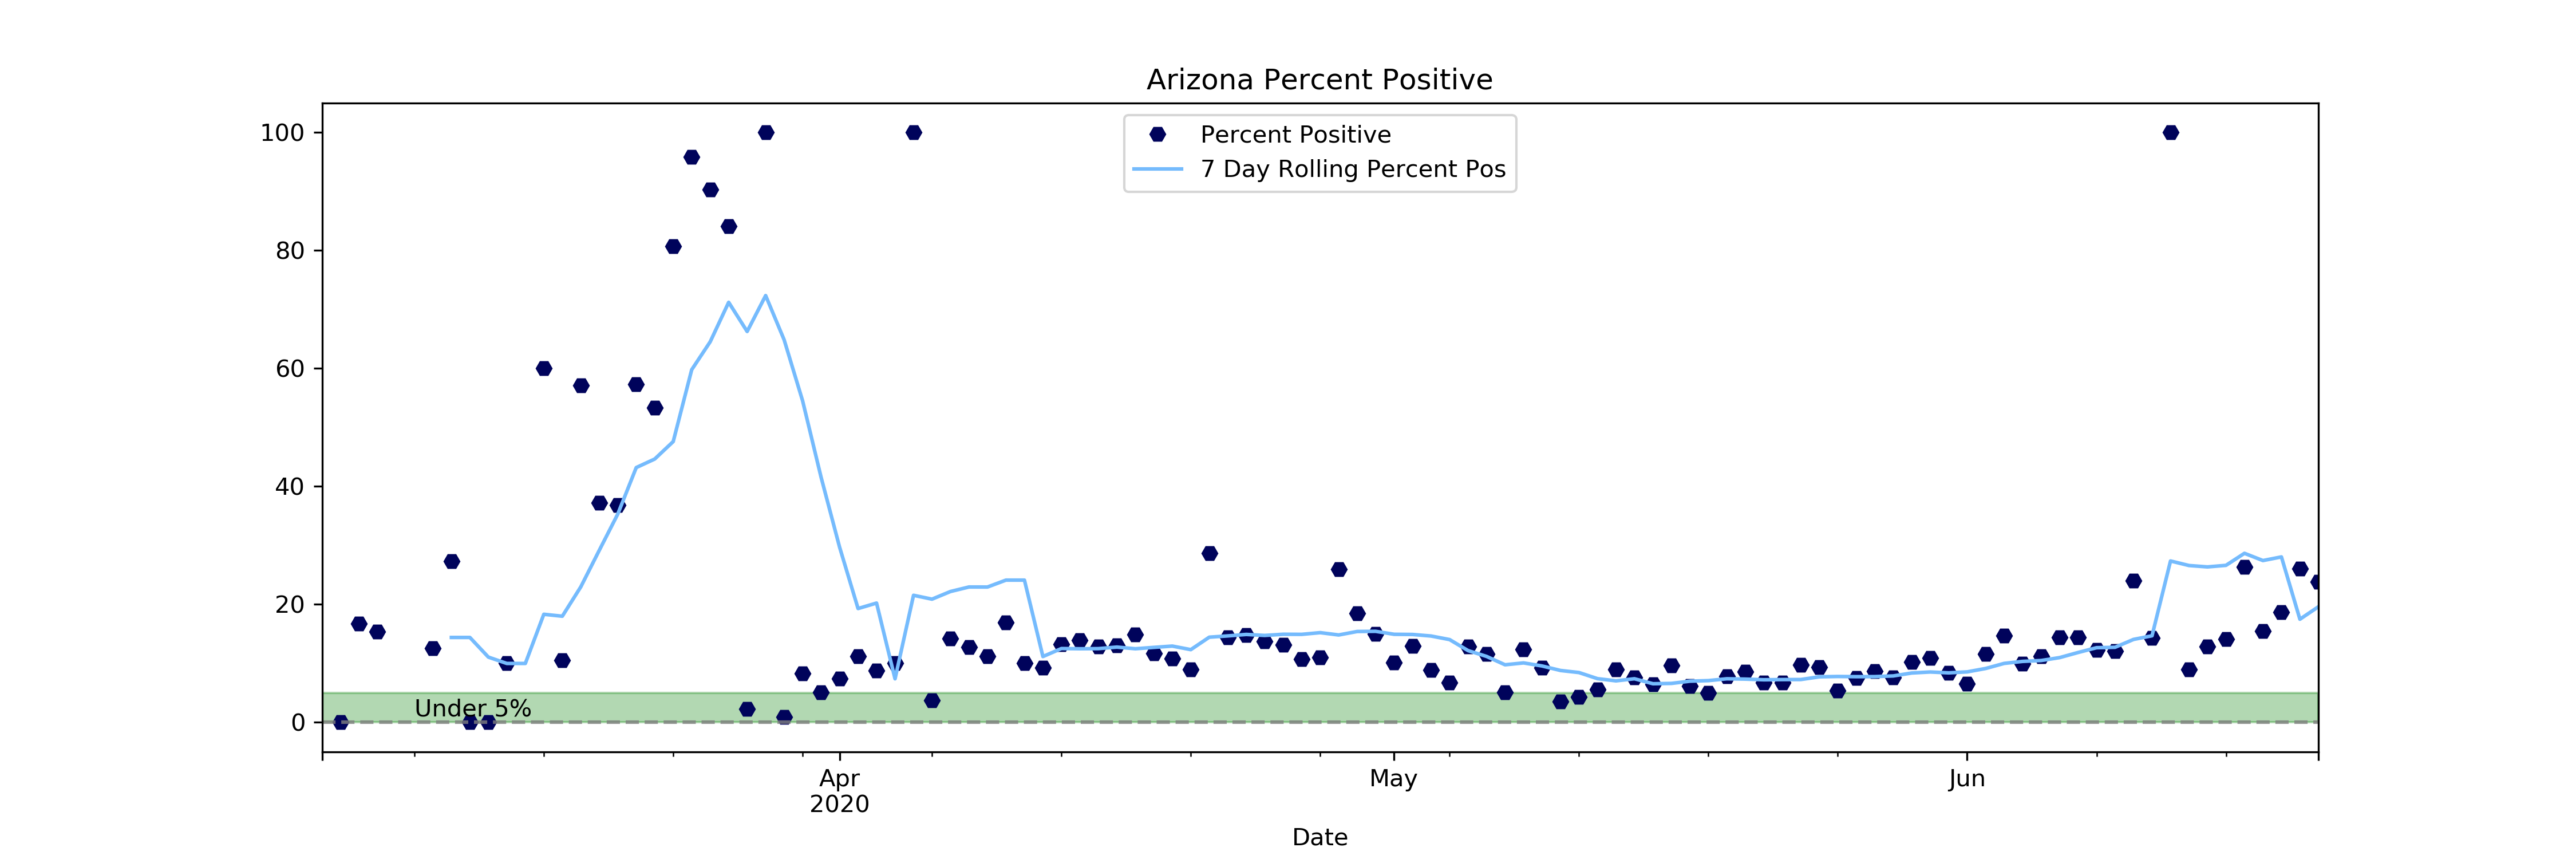 Arizona Percent Positive
Percent Positive
7 Day Rolling Percent Pos
100
80
60
40
20
0
Under 5%
Apr
2020
May
Jun
Date